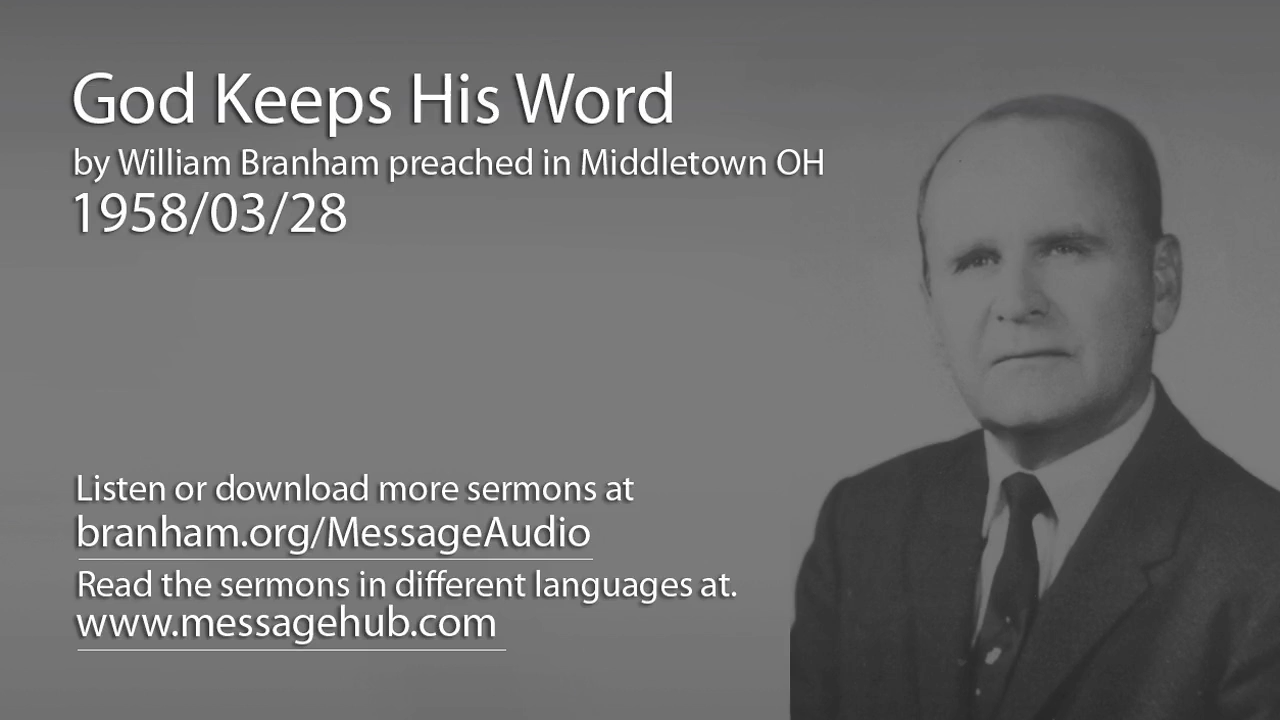 God Keeps His Word
by William Branham preached in Middletown OH
1958/03/28
Listen or download more sermons at
branham.org/MessageAudio
Read the sermons in different languages at.
www.messagehub.com